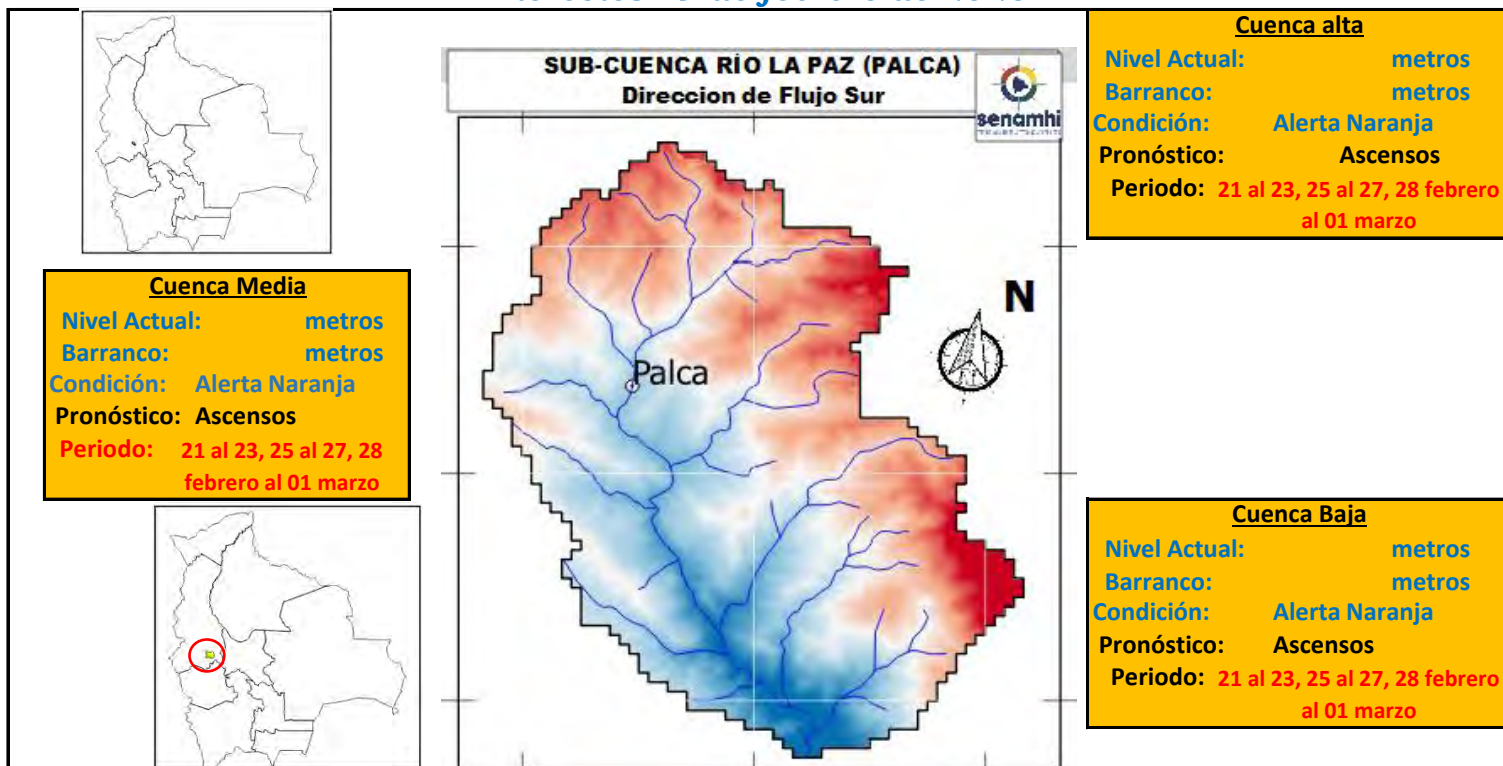 SUB-CUENCA RÍO LA PAZ (PALCA)
Direccion de Flujo Sur
senamhi
Cuenca alta
Nivel Actual: metros
Barranco: metros
Condición: Alerta Naranja
Pronóstico: Ascensos
Periodo: 21 al 23, 25 al 27, 28 febrero
al 01 marzo
Cuenca Media
Nivel Actual: metros
Barranco: metros
Condición: Alerta Naranja
Pronóstico: Ascensos
Periodo: 21 al 23, 25 al 27, 28
febrero al 01 marzo
N
Palca
Cuenca Baja
Nivel Actual: metros
Barranco: metros
Condición: Alerta Naranja
Pronóstico: Ascensos
Periodo: 21 al 23, 25 al 27, 28 febrero
al 01 marzo